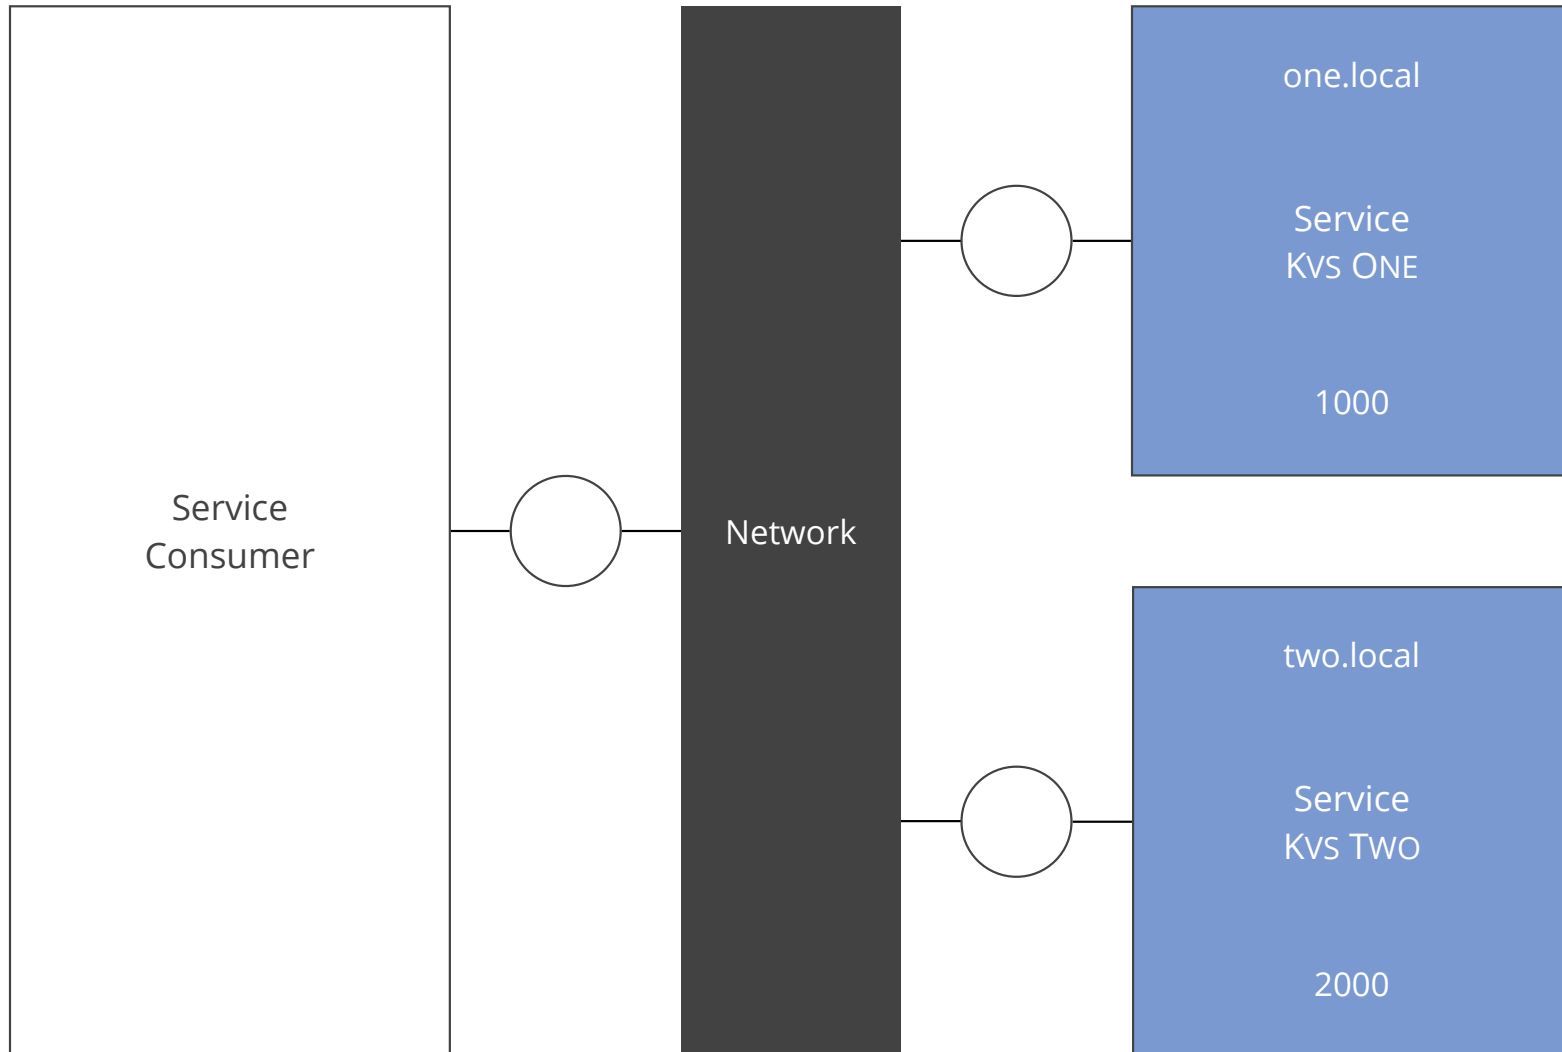 Service
Consumer
Network
one.local
Service
KVS ONE
1000
two.local
Service
KVS TWO
2000